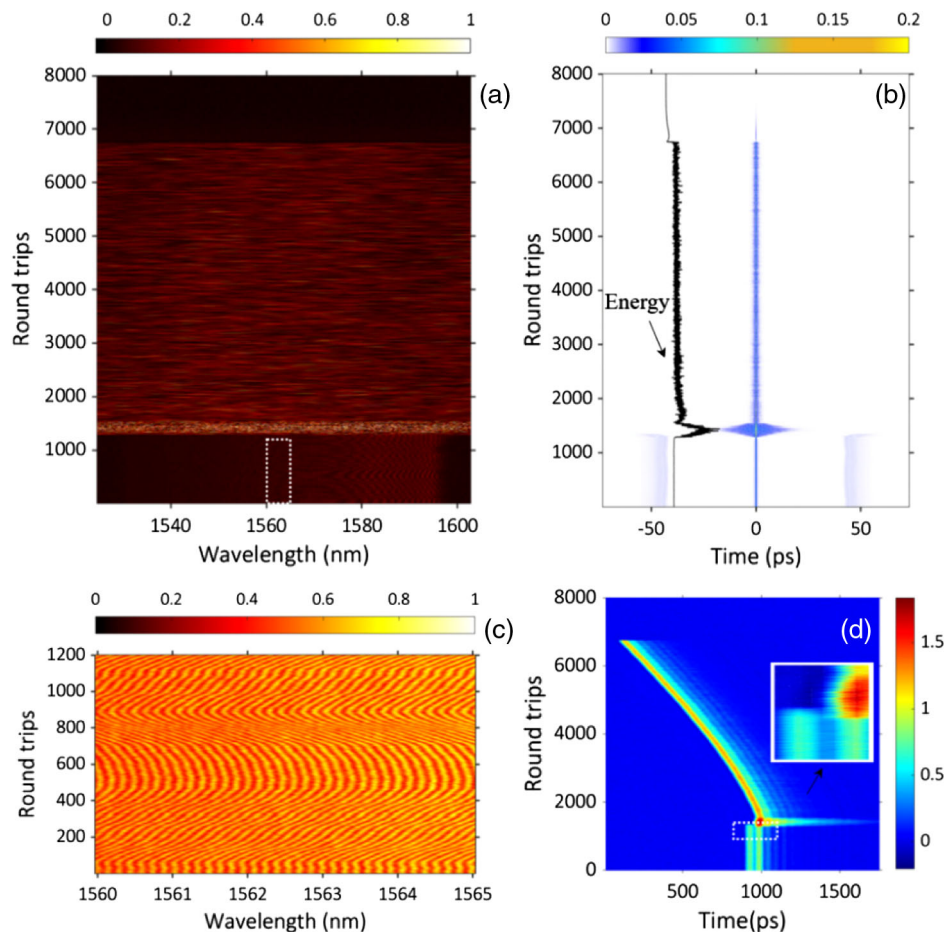 0 0.2 0.4 0.6 0.8 1
(a)
8000
7000
6000
5000
4000
3000
2000
1000
Round trips
1540 1560 1580 1600
Wavelength (nm)
0 0.05 0.1 0.15 0.2
(b)
8000
7000
6000
5000
4000
3000
2000
1000
0
Round trips
Energy
-50 0 50
Time (ps)
0 0.2 0.4 0.6 0.8 1
(c)
1200
1000
800
600
400
200
Round trips
1560 1561 1562 1563 1564 1565
Wavelength (nm)
(d)
8000
6000
4000
2000
0
Round trips
500 1000 1500
Time(ps)
1.5
1
0.5
0